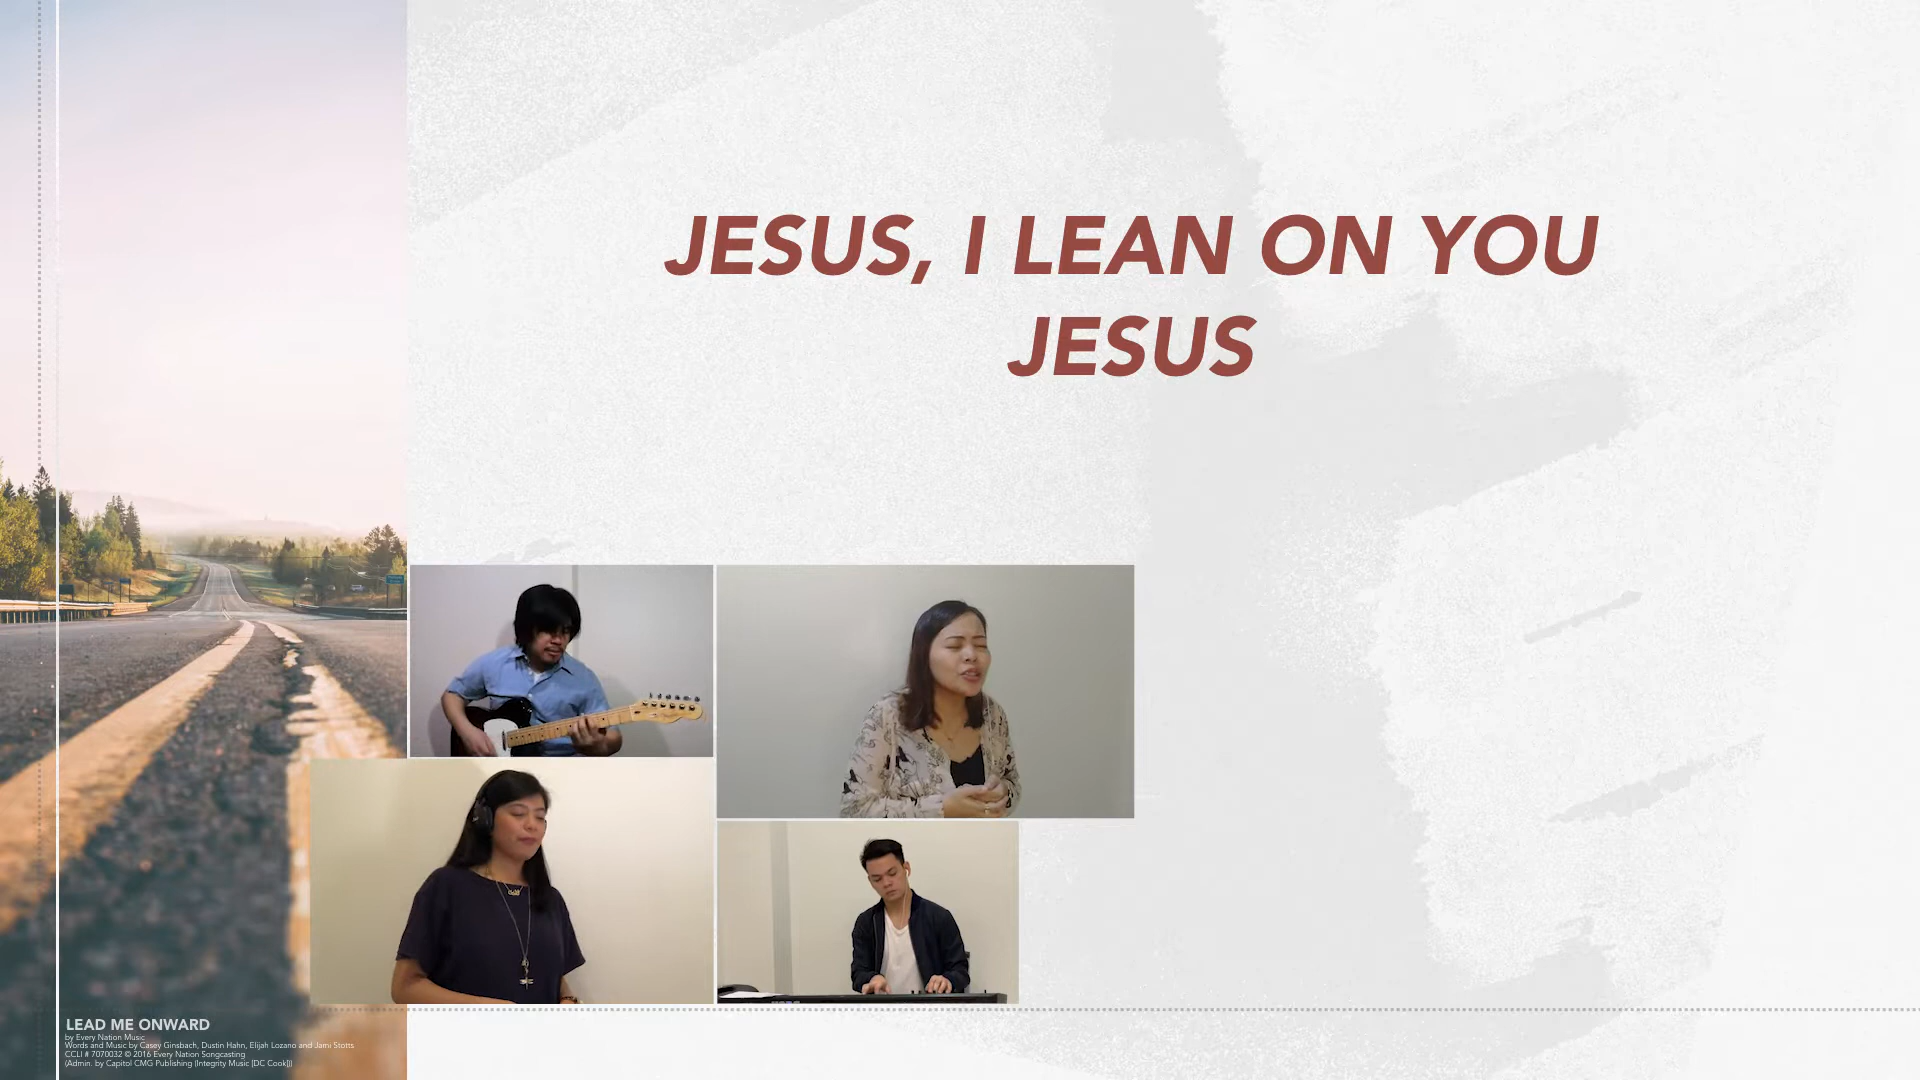 JESUS, I LEAN ON YOU
JESUS
LEAD ME ONWARD
by Every Nation Music
Words and Music by Casey Ginsbach, Dustin Hahn, Elijah Lozano and Jami Stotts
CCLI # 7070032 © 2016 Every Nation Songcasting
(Admin. by Capitol CMG Publishing (Integrity Music [DC Cook]))